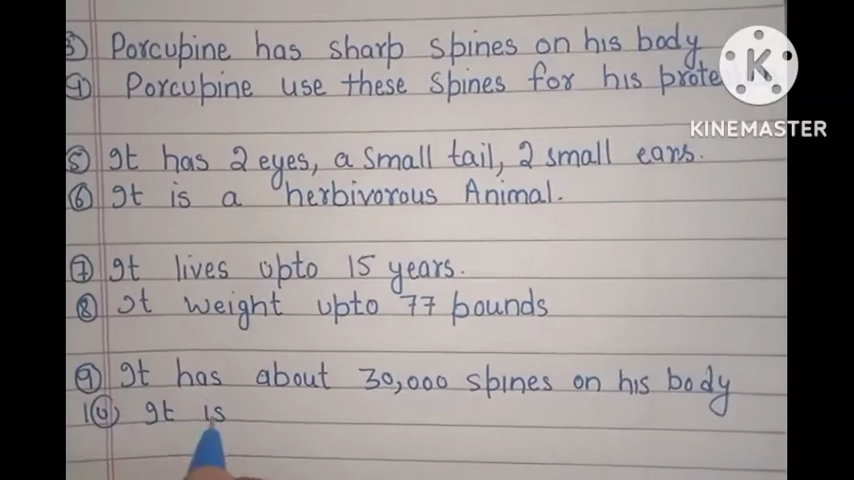 3) Porcupine has sharp spines on his body
4) Porcupine use these spines for his
5) It has 2 eyes, a small tail, 2 small ears.
6) It is a herbivorous Animal.
7) It lives upto 15 years.
8) It weight upto 77 pounds
9) It has about 30,000 spines on his body
10) It is
K
KINEMASTER